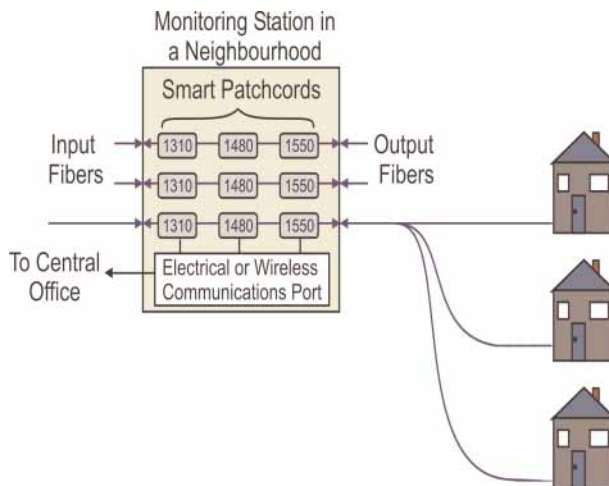 Monitoring Station in
a Neighbourhood
Smart Patchcords
Input
Fibers
1310 1480 1550
Output
Fibers
1310 1480 1550
1310 1480 1550
To Central
Office
Electrical or Wireless
Communications Port